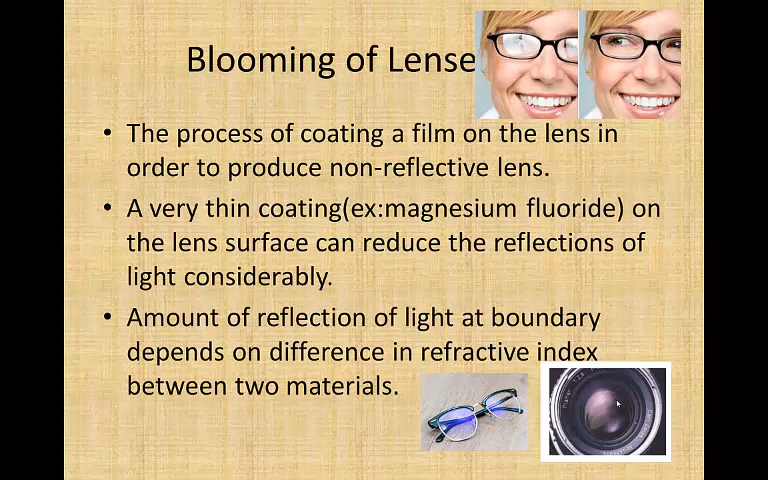 Blooming of Lense
• The process of coating a film on the lens in
order to produce non-reflective lens.
• A very thin coating(ex:magnesium fluoride) on
the lens surface can reduce the reflections of
light considerably.
• Amount of reflection of light at boundary
depends on difference in refractive index
between two materials.